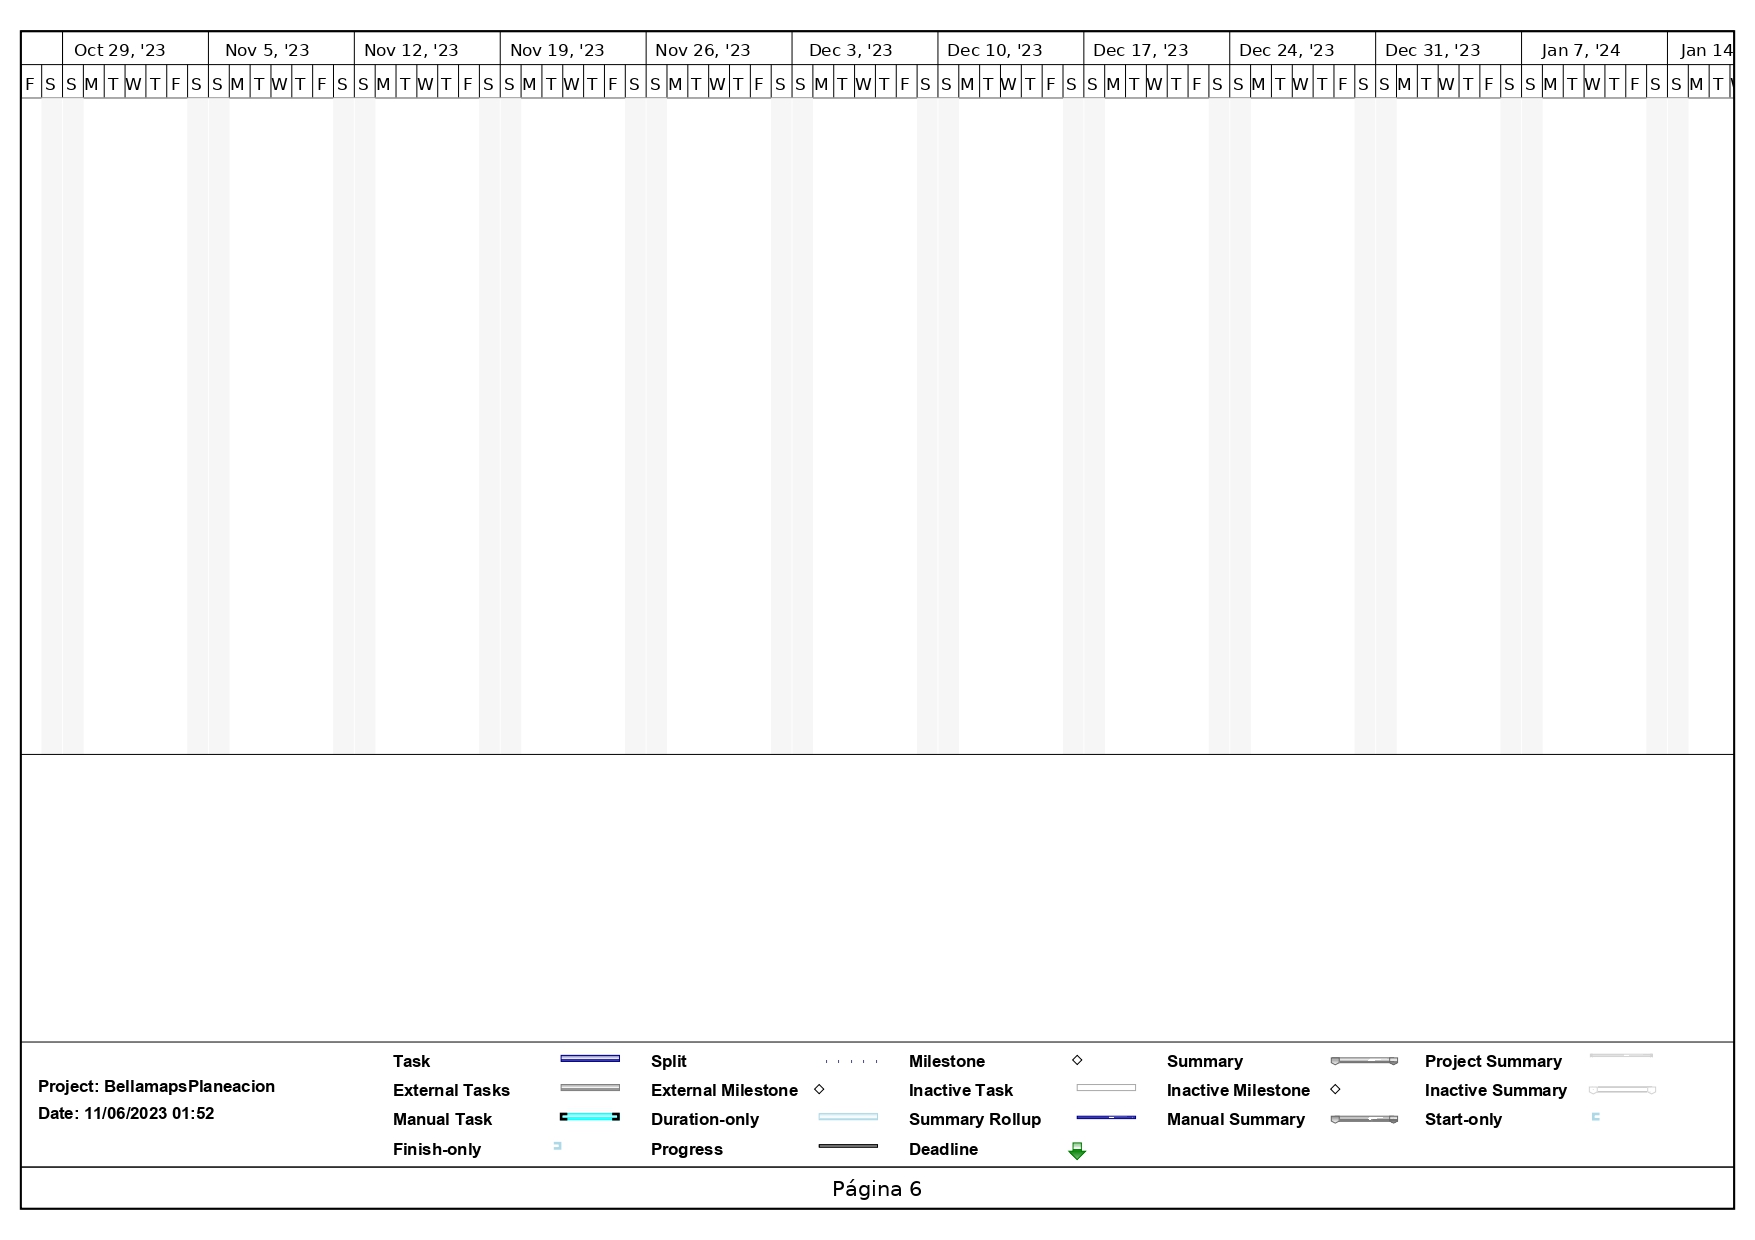 Oct 29, '23 Nov 5, '23 Nov 12, '23 Nov 19, '23 Nov 26, '23 Dec 3, '23 Dec 10, '23 Dec 17, '23 Dec 24, '23 Dec 31, '23 Jan 7, '24 Jan 14
F S S M T W T F S S M T W T F S S M T W T F S S M T W T F S S M T W T F S S M T W T F S S M T W T F S S M T W T F S S M T W T F S S M T W T F S S M T W T F S S M T W
Task Split Milestone Summary Project Summary
Project: BellamapsPlaneacion
External Tasks External Milestone Inactive Task Inactive Milestone Inactive Summary
Date: 11/06/2023 01:52
Manual Task Duration-only Summary Rollup Manual Summary Start-only
Finish-only Progress Deadline
Página 6